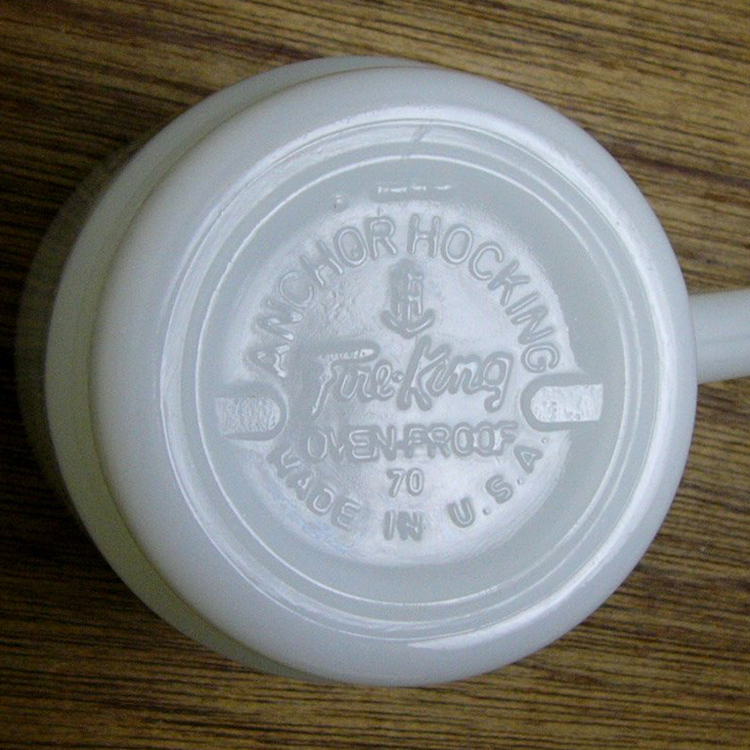 ANCHOR HOCKING
Fire-King
OVEN-PROOF
70
MADE IN U.S.A.